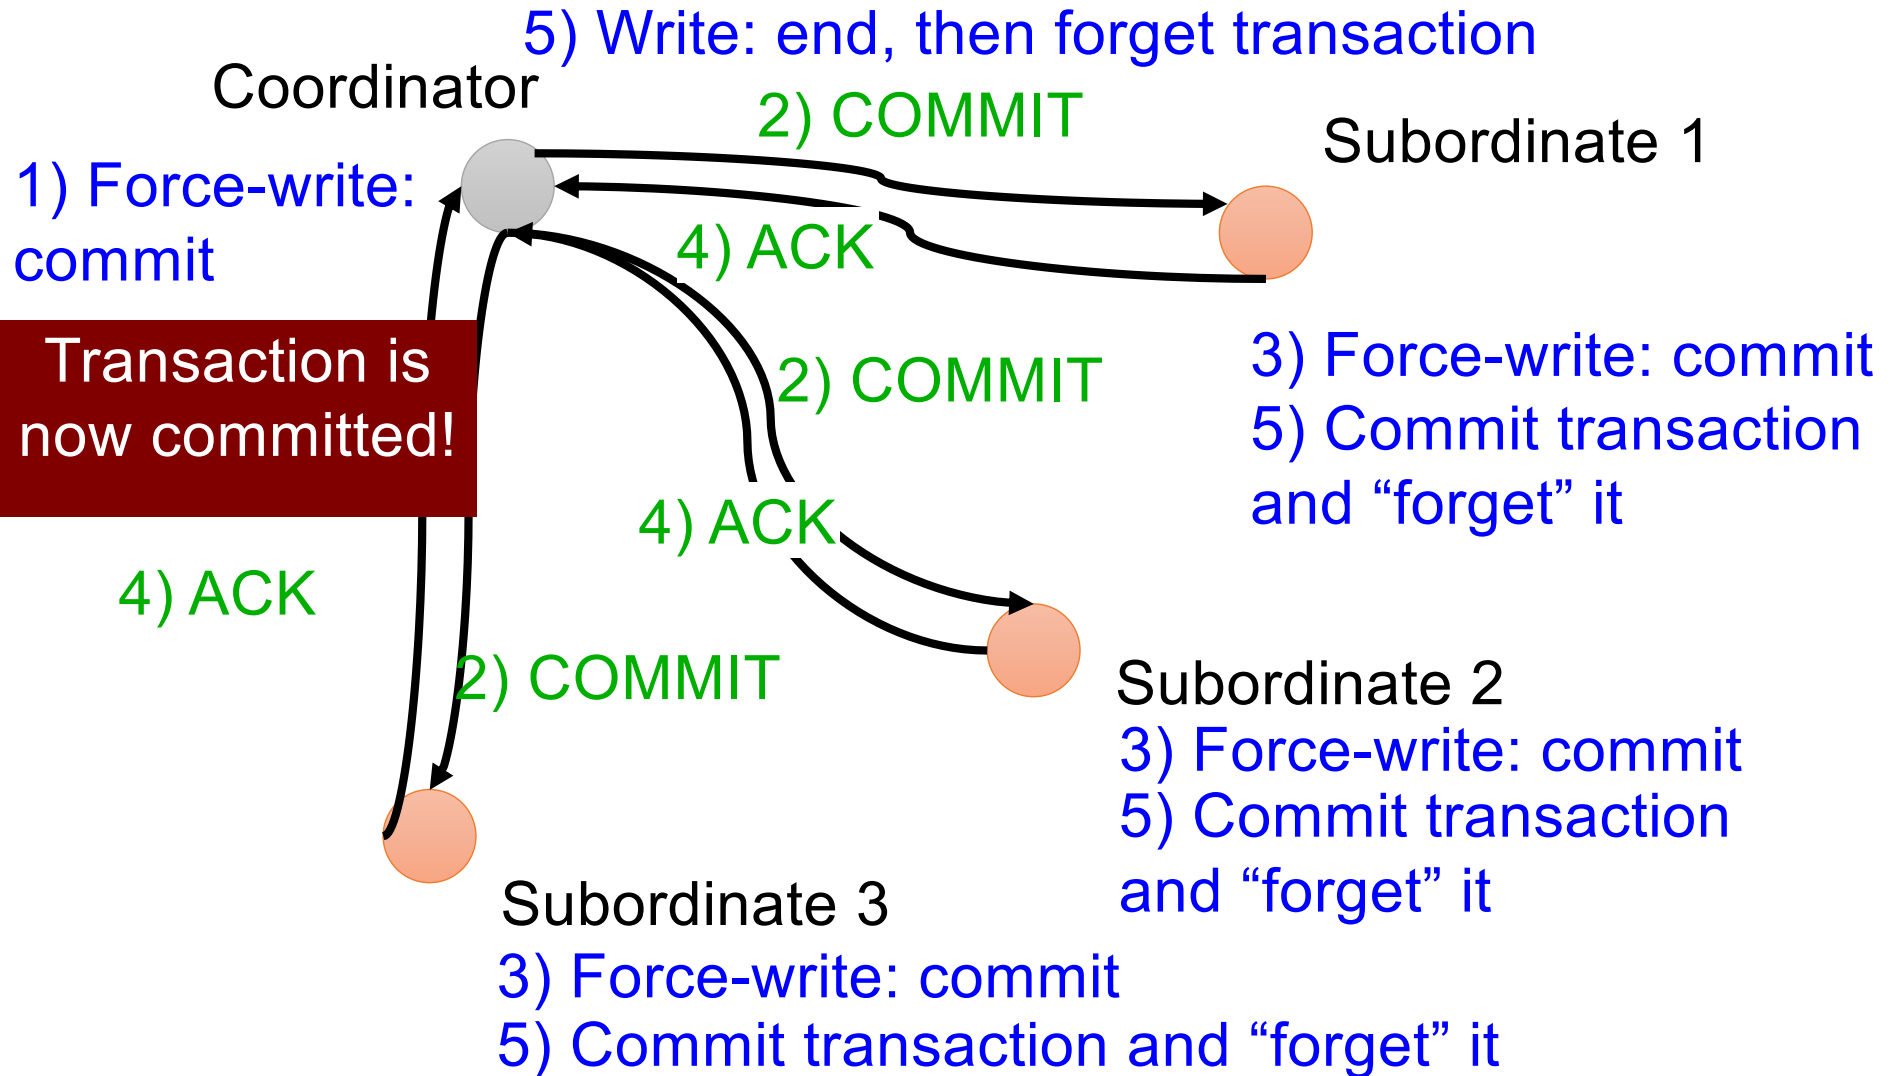 5) Write: end, then forget transaction
Coordinator
2) COMMIT
Subordinate 1
1) Force-write:
commit
4) ACK
Transaction is
now committed!
2) COMMIT
3) Force-write: commit
5) Commit transaction
and “forget” it
4) ACK
4) ACK
2) COMMIT
Subordinate 2
3) Force-write: commit
5) Commit transaction
and “forget” it
Subordinate 3
3) Force-write: commit
5) Commit transaction and “forget” it